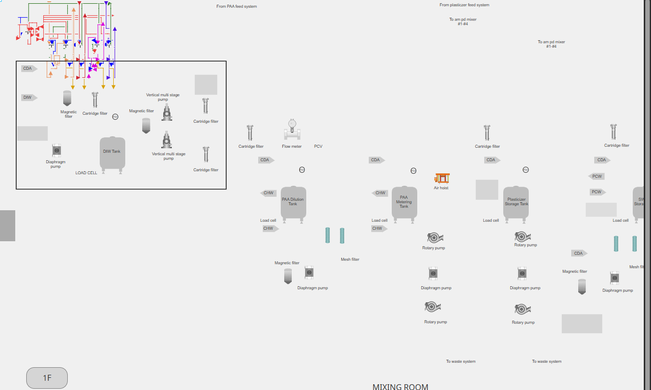 From PAA feed system
From plasticizer feed system
To am pd mixer
#1-#4
To am pd mixer
#1-#4
CDA
DIW
Magnetic
filter
Cartridge filter
Vertical multi stage
pump
Magnetic filter
Cartridge filter
Diaphragm
pump
DIW Tank
LOAD CELL
Vertical multi stage
pump
Cartridge filter
Cartridge filter
Flow meter
PCV
Cartridge filter
Cartridge filter
CDA
CDA
CDA
CDA
Air hoist
PCW
CHW
CHW
PCW
PAA Dilution
Tank
PAA
Metering
Tank
Plasticizer
Storage Tank
Load cell
Load cell
Load cell
Load cell
CHW
CHW
Rotary pump
Rotary pump
CDA
Mesh filter
Magnetic filter
Magnetic filter
Mesh fil
Diaphragm pump
Diaphragm pump
Diaphragm pump
Diaphragm pump
Rotary pump
Rotary pump
To waste system
To waste system
1F
MIXING ROOM